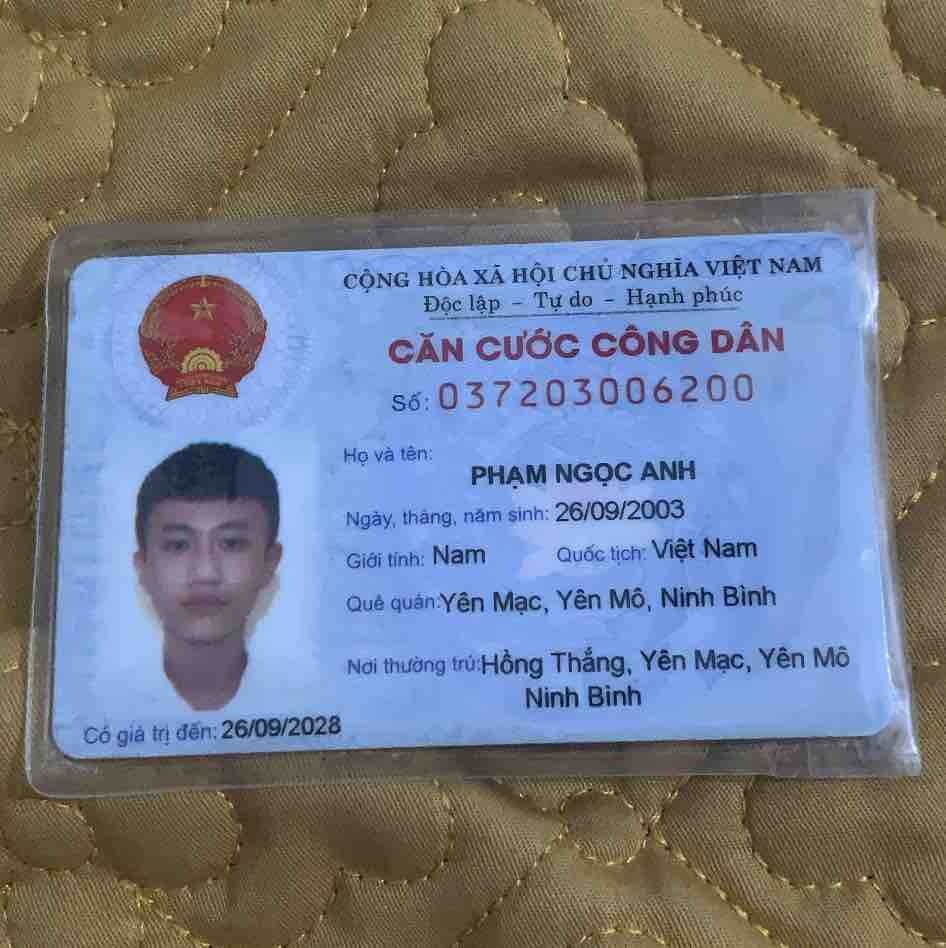 CỘNG HÒA XÃ HỘI CHỦ NGHĨA VIỆT NAM
Độc lập - Tự do - Hạnh phúc
CĂN CƯỚC CÔNG DÂN
Số: 037203006200
Họ và tên:
PHẠM NGỌC ANH
Ngày, tháng, năm sinh: 26/09/2003
Giới tính: Nam Quốc tịch: Việt Nam
Quê quán: Yên Mạc, Yên Mô, Ninh Bình
Nơi thường trú: Hồng Thắng, Yên Mạc, Yên Mô
Ninh Bình
Có giá trị đến: 26/09/2028